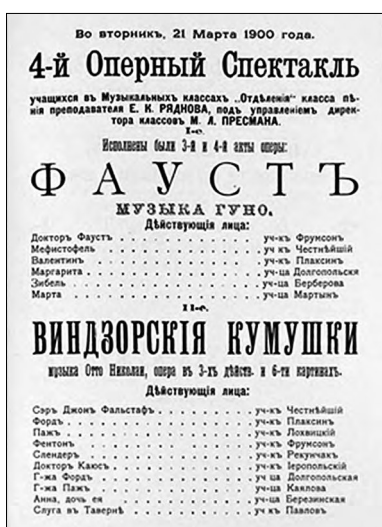 Во вторникъ, 21 Марта 1900 года.
4-й Оперный Спектакль
учащихся въ Музыкальныхъ классахъ „Отдѣленія“ класса пѣ-
нія преподавателя Е. К. РЯДНОВА, подъ управленіемъ дирек-
тора классовъ М. Л. ПРЕСМАНА.
I-е.
Исполнены были 3-й и 4-й акты оперы:
ФАУСТЪ
МУЗЫКА ГУНО.
Дѣйствующія лица:
Докторъ Фаустъ . . . . . . . . . . уч-къ Фрумсонъ
Мефистофель . . . . . . . . . . уч-къ Честнѣйшій
Валентинъ . . . . . . . . . . уч-къ Плаксинъ
Маргарита . . . . . . . . . . уч-ца Долгопольскя
Зибель . . . . . . . . . . уч-ца Берберова
Марта . . . . . . . . . . уч-ца Мартынъ
II-е.
ВИНДЗОРСКІЯ КУМУШКИ
музыка Отто Николаи, опера въ 3-хъ дѣйств. и 6-ти картинахъ.
Дѣйствующія лица:
Сэръ Джонъ Фальстафъ . . . . . . . . . . уч-къ Честнѣйшій
Фордъ . . . . . . . . . . уч-къ Плаксинъ
Пажъ . . . . . . . . . . уч-къ Лохвицкій
Фентонъ . . . . . . . . . . уч-къ Фрумсонъ
Слендеръ . . . . . . . . . . уч-къ Рекунчакъ
Докторъ Каюсъ . . . . . . . . . . уч-къ Іеропольскій
Г-жа Фордъ . . . . . . . . . . уч ца Долгопольскя
Г-жа Пажъ . . . . . . . . . . уч-ца Каялова
Анна, дочь ея . . . . . . . . . . уч-ца Березинская
Слуга въ Тавернѣ . . . . . . . . . . уч къ Павловъ